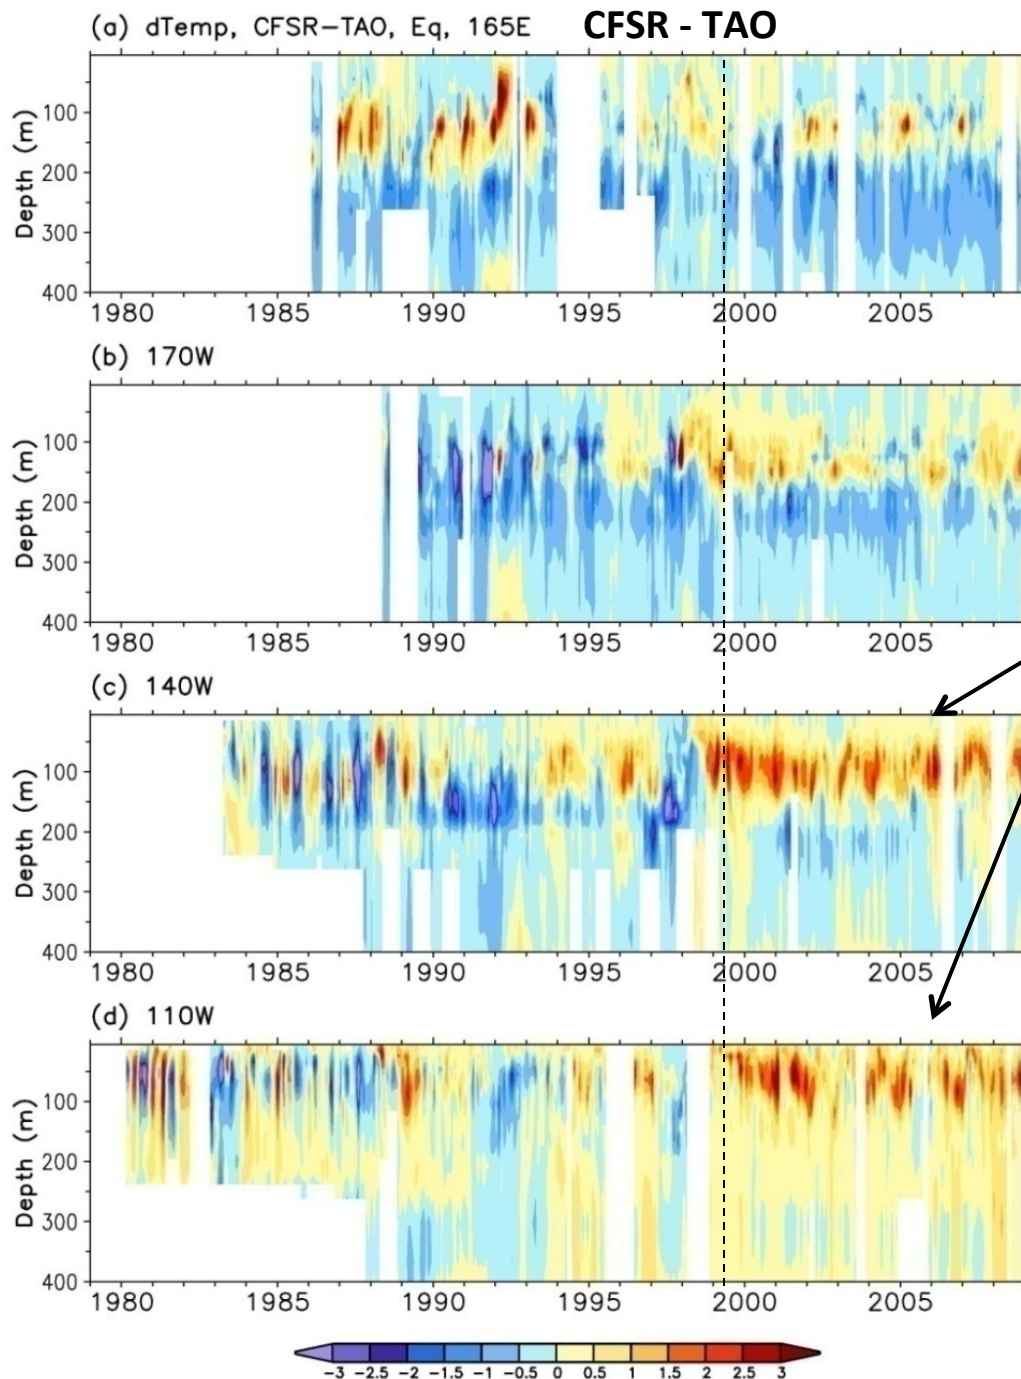 (a) dTemp, CFSR-TAO, Eq, 165E CFSR - TAO
Depth (m)
100
200
300
400
1980 1985 1990 1995 2000 2005
(b) 170W
Depth (m)
100
200
300
400
1980 1985 1990 1995 2000 2005
(c) 140W
Depth (m)
100
200
300
400
1980 1985 1990 1995 2000 2005
(d) 110W
Depth (m)
100
200
300
400
1980 1985 1990 1995 2000 2005
-3 -2.5 -2 -1.5 -1 -0.5 0 0.5 1 1.5 2 2.5 3